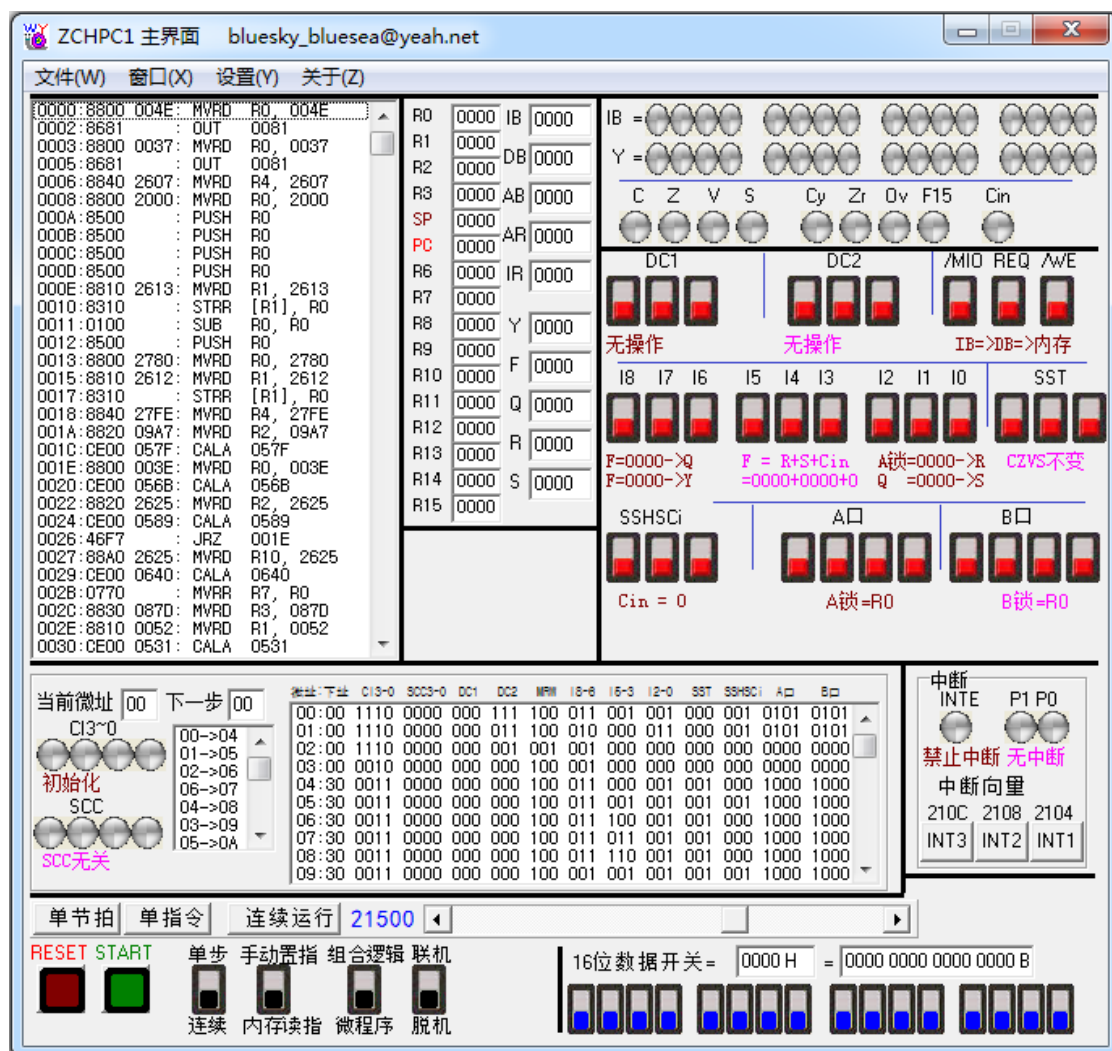 ZCHPC1 主界面 bluesky_bluesea@yeah.net
文件(W) 窗口(X) 设置(Y) 关于(Z)
0000:8800 004E: MVRD R0, 004E
0002:8681 : OUT 0081
0003:8800 0037: MVRD R0, 0037
0005:8681 : OUT 0081
0006:8840 2607: MVRD R4, 2607
0008:8800 2000: MVRD R0, 2000
000A:8500 : PUSH R0
000B:8500 : PUSH R0
000C:8500 : PUSH R0
000D:8500 : PUSH R0
000E:8810 2613: MVRD R1, 2613
0010:8310 : STRR [R1], R0
0011:0100 : SUB R0, R0
0012:8500 : PUSH R0
0013:8800 2780: MVRD R0, 2780
0015:8810 2612: MVRD R1, 2612
0017:8310 : STRR [R1], R0
0018:8840 27FE: MVRD R4, 27FE
001A:8820 09A7: MVRD R2, 09A7
001C:CE00 057F: CALA 057F
001E:8800 003E: MVRD R0, 003E
0020:CE00 056B: CALA 056B
0022:8820 2625: MVRD R2, 2625
0024:CE00 0589: CALA 0589
0026:46F7 : JRZ 001E
0027:88A0 2625: MVRD R10, 2625
0029:CE00 0640: CALA 0640
002B:0770 : MVRR R7, R0
002C:8830 087D: MVRD R3, 087D
002E:8810 0052: MVRD R1, 0052
0030:CE00 0531: CALA 0531
R0 0000
R1 0000
R2 0000
R3 0000
SP 0000
PC 0000
R6 0000
R7 0000
R8 0000
R9 0000
R10 0000
R11 0000
R12 0000
R13 0000
R14 0000
R15 0000
IB 0000
DB 0000
AB 0000
AR 0000
IR 0000
Y 0000
F 0000
Q 0000
R 0000
S 0000
IB =
Y =
C Z V S Cy Zr Ov F15 Cin
DC1 DC2 /MIO REQ /WE
无操作 无操作 IB=>DB=>内存
I8 I7 I6 I5 I4 I3 I2 I1 I0 SST
F=0000->Q F = R+S+Cin A锁=0000->R CZVS不变
F=0000->Y =0000+0000+0 Q =0000->S
SSHSCi A口 B口
Cin = 0 A锁=R0 B锁=R0
当前微址 00 下一步 00
CI3~0
初始化
SCC
SCC无关
00->04
01->05
02->06
06->07
04->08
03->09
05->0A
微址:下址 CI3-0 SCC3-0 DC1 DC2 MRW I8-6 I5-3 I2-0 SST SSHSCi A口 B口
00:00 1110 0000 000 111 100 011 001 001 000 001 0101 0101
01:00 1110 0000 000 011 100 010 000 011 000 001 0101 0101
02:00 1110 0000 000 001 001 001 000 000 000 000 0000 0000
03:00 0010 0000 000 000 100 001 000 000 000 000 0000 0000
04:30 0011 0000 000 000 100 011 000 001 001 000 1000 1000
05:30 0011 0000 000 000 100 011 001 001 001 001 1000 1000
06:30 0011 0000 000 000 100 011 100 001 001 000 1000 1000
07:30 0011 0000 000 000 100 011 011 001 001 000 1000 1000
08:30 0011 0000 000 000 100 011 110 001 001 000 1000 1000
09:30 0011 0000 000 000 100 001 001 001 001 001 1000 1000
中断
INTE P1 P0
禁止中断 无中断
中断向量
210C 2108 2104
INT3 INT2 INT1
单节拍 单指令 连续运行 21500
RESET START 单步 手动置指 组合逻辑 联机
连续 内存读指 微程序 脱机
16位数据开关= 0000 H = 0000 0000 0000 0000 B